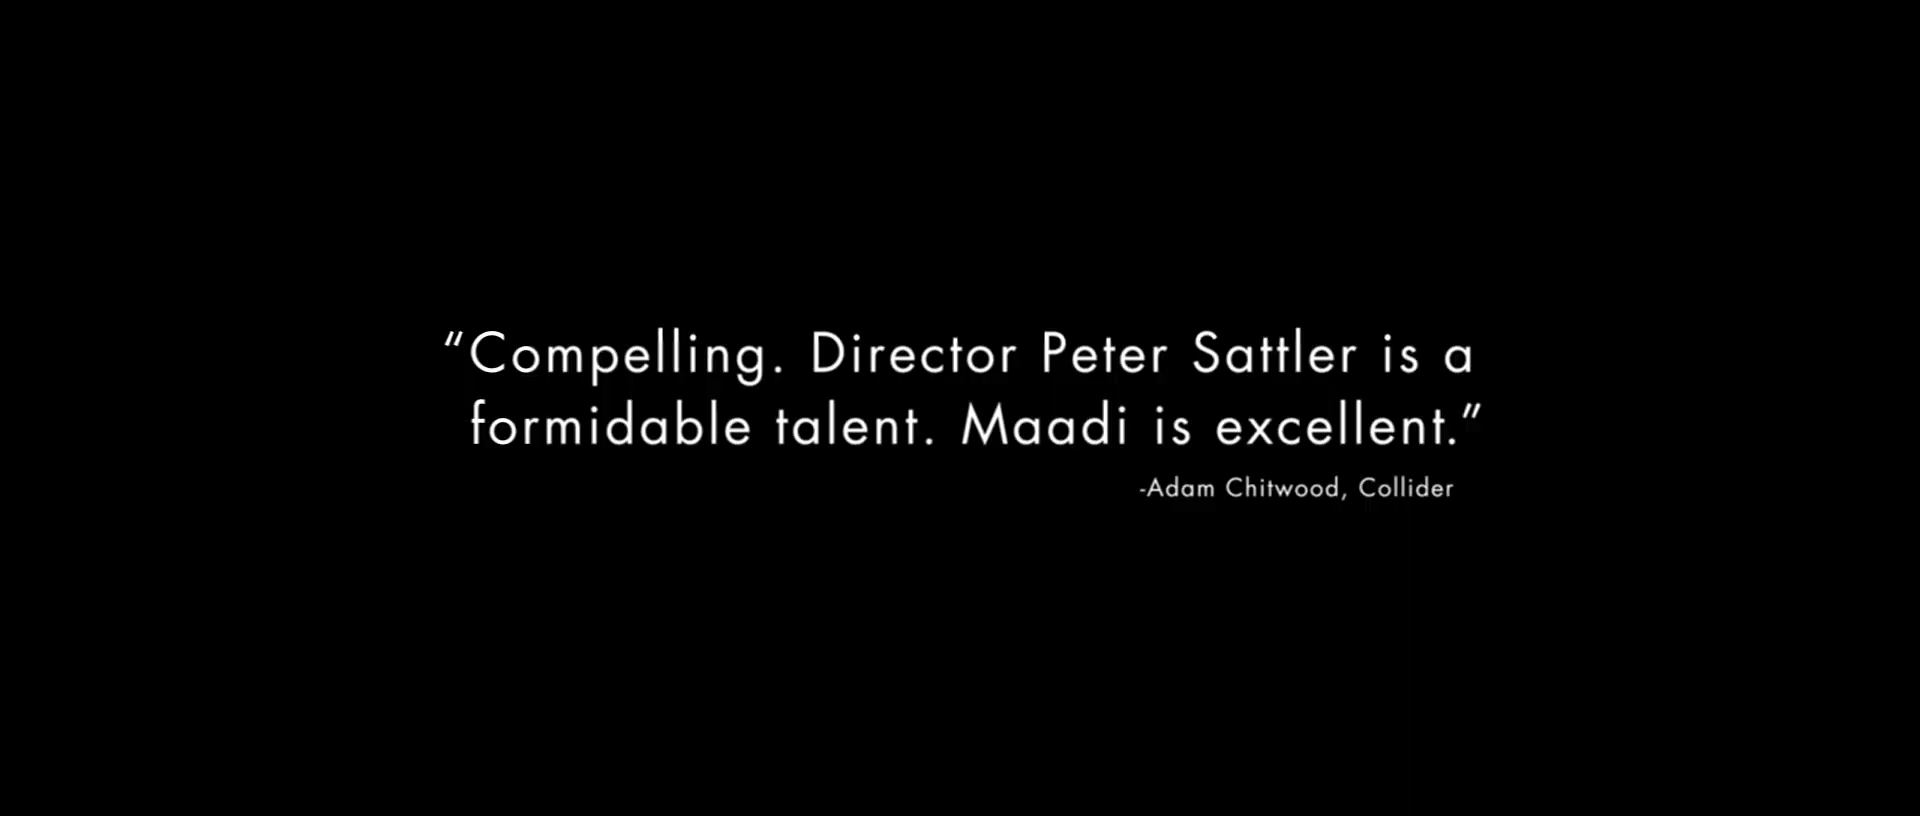 “Compelling. Director Peter Sattler is a
formidable talent. Maadi is excellent.”
-Adam Chitwood, Collider